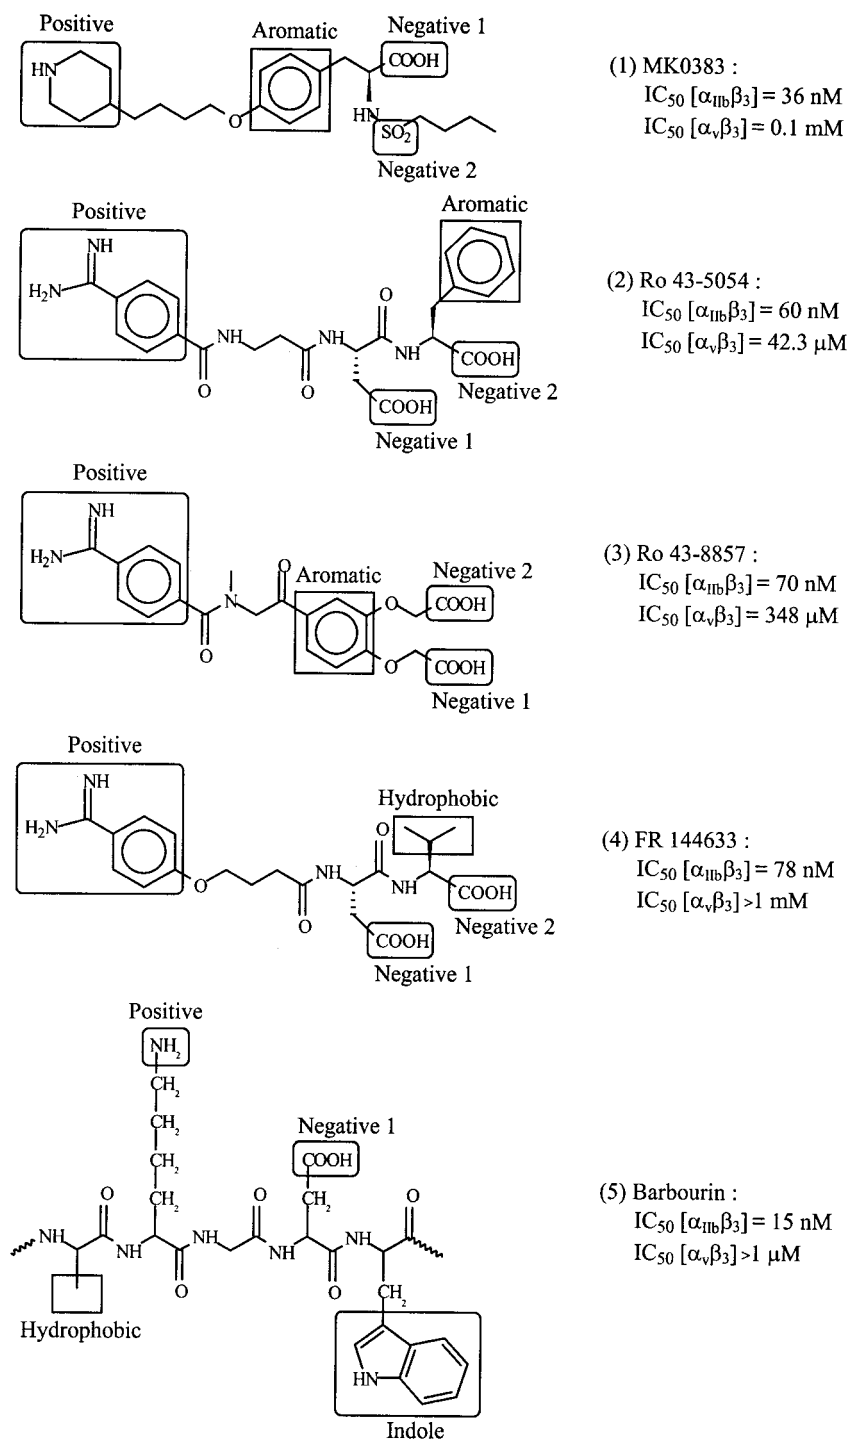 Positive
Aromatic
Negative 1
HN
COOH
O
HN
SO2
Negative 2
(1) MK0383 :
IC50 [αIIbβ3] = 36 nM
IC50 [αvβ3] = 0.1 mM
Positive
Aromatic
NH
H2N
O
NH
O
NH
O
NH
COOH
Negative 2
COOH
Negative 1
(2) Ro 43-5054 :
IC50 [αIIbβ3] = 60 nM
IC50 [αvβ3] = 42.3 μM
Positive
NH
H2N
O
N
O
Aromatic
Negative 2
O
COOH
O
COOH
Negative 1
(3) Ro 43-8857 :
IC50 [αIIbβ3] = 70 nM
IC50 [αvβ3] = 348 μM
Positive
NH
H2N
O
O
NH
O
NH
Hydrophobic
COOH
Negative 2
COOH
Negative 1
(4) FR 144633 :
IC50 [αIIbβ3] = 78 nM
IC50 [αvβ3] >1 mM
Positive
NH2
CH2
CH2
CH2
CH2
Negative 1
COOH
CH2
NH
O
NH
O
NH
O
NH
O
NH
O
CH2
Hydrophobic
HN
Indole
(5) Barbourin :
IC50 [αIIbβ3] = 15 nM
IC50 [αvβ3] >1 μM